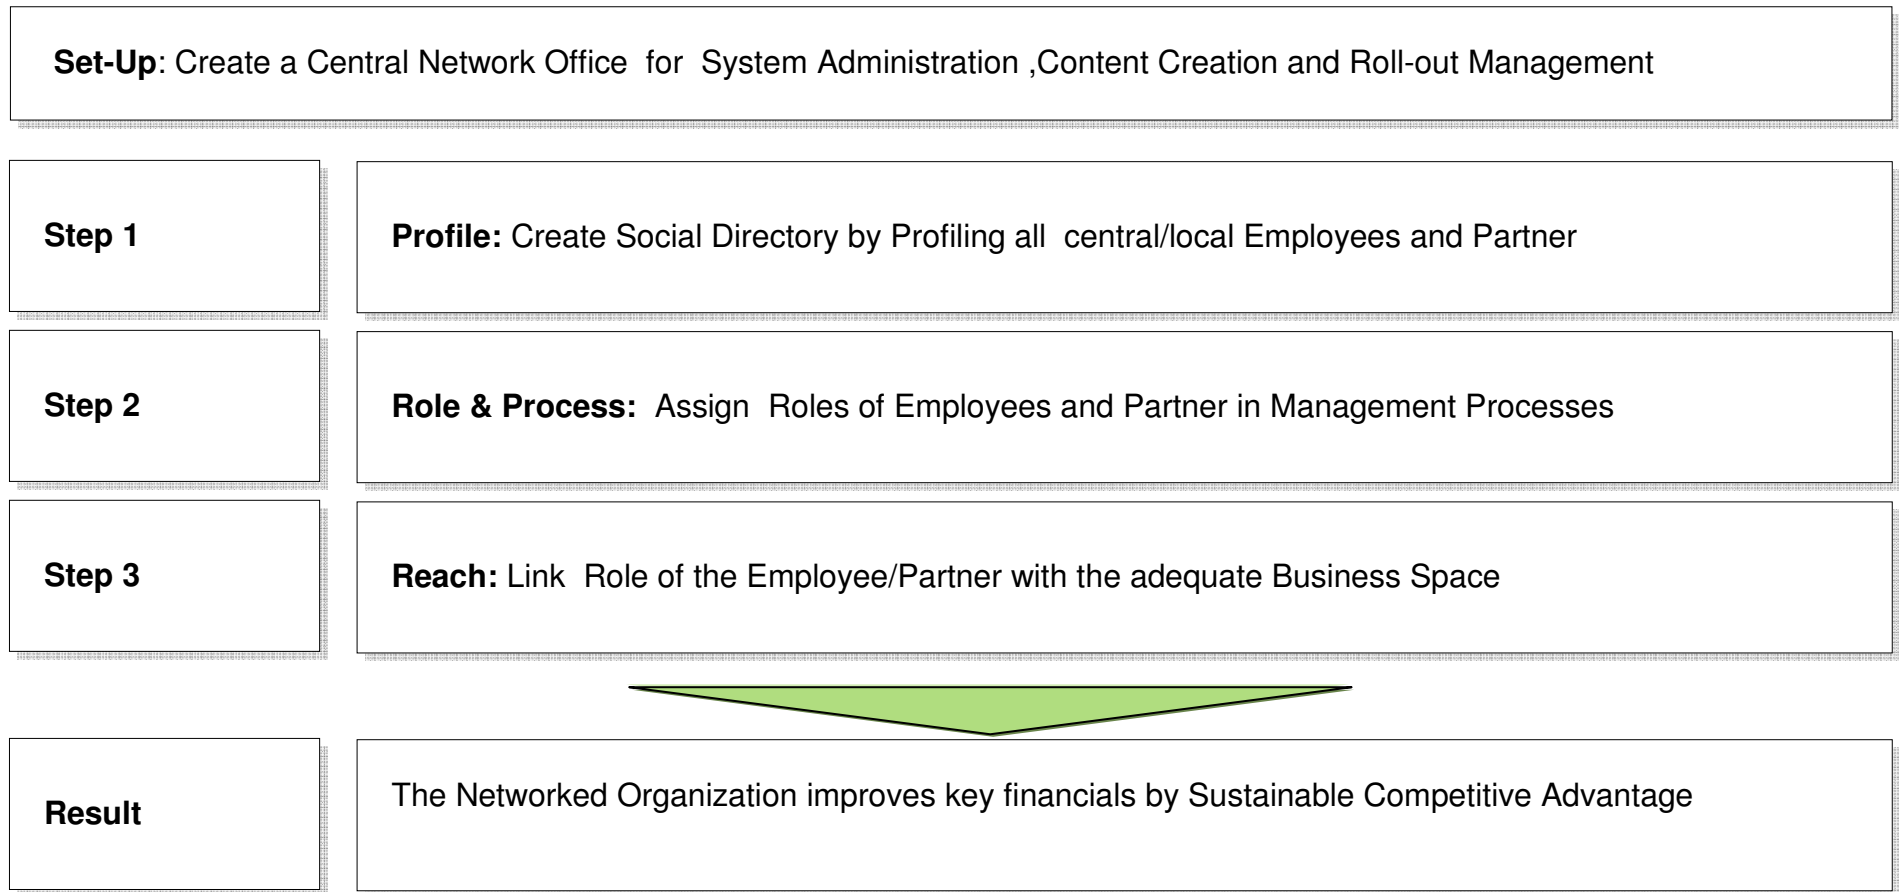 Set-Up: Create a Central Network Office for System Administration ,Content Creation and Roll-out Management
Step 1
Profile: Create Social Directory by Profiling all central/local Employees and Partner
Step 2
Role & Process: Assign Roles of Employees and Partner in Management Processes
Step 3
Reach: Link Role of the Employee/Partner with the adequate Business Space
Result
The Networked Organization improves key financials by Sustainable Competitive Advantage